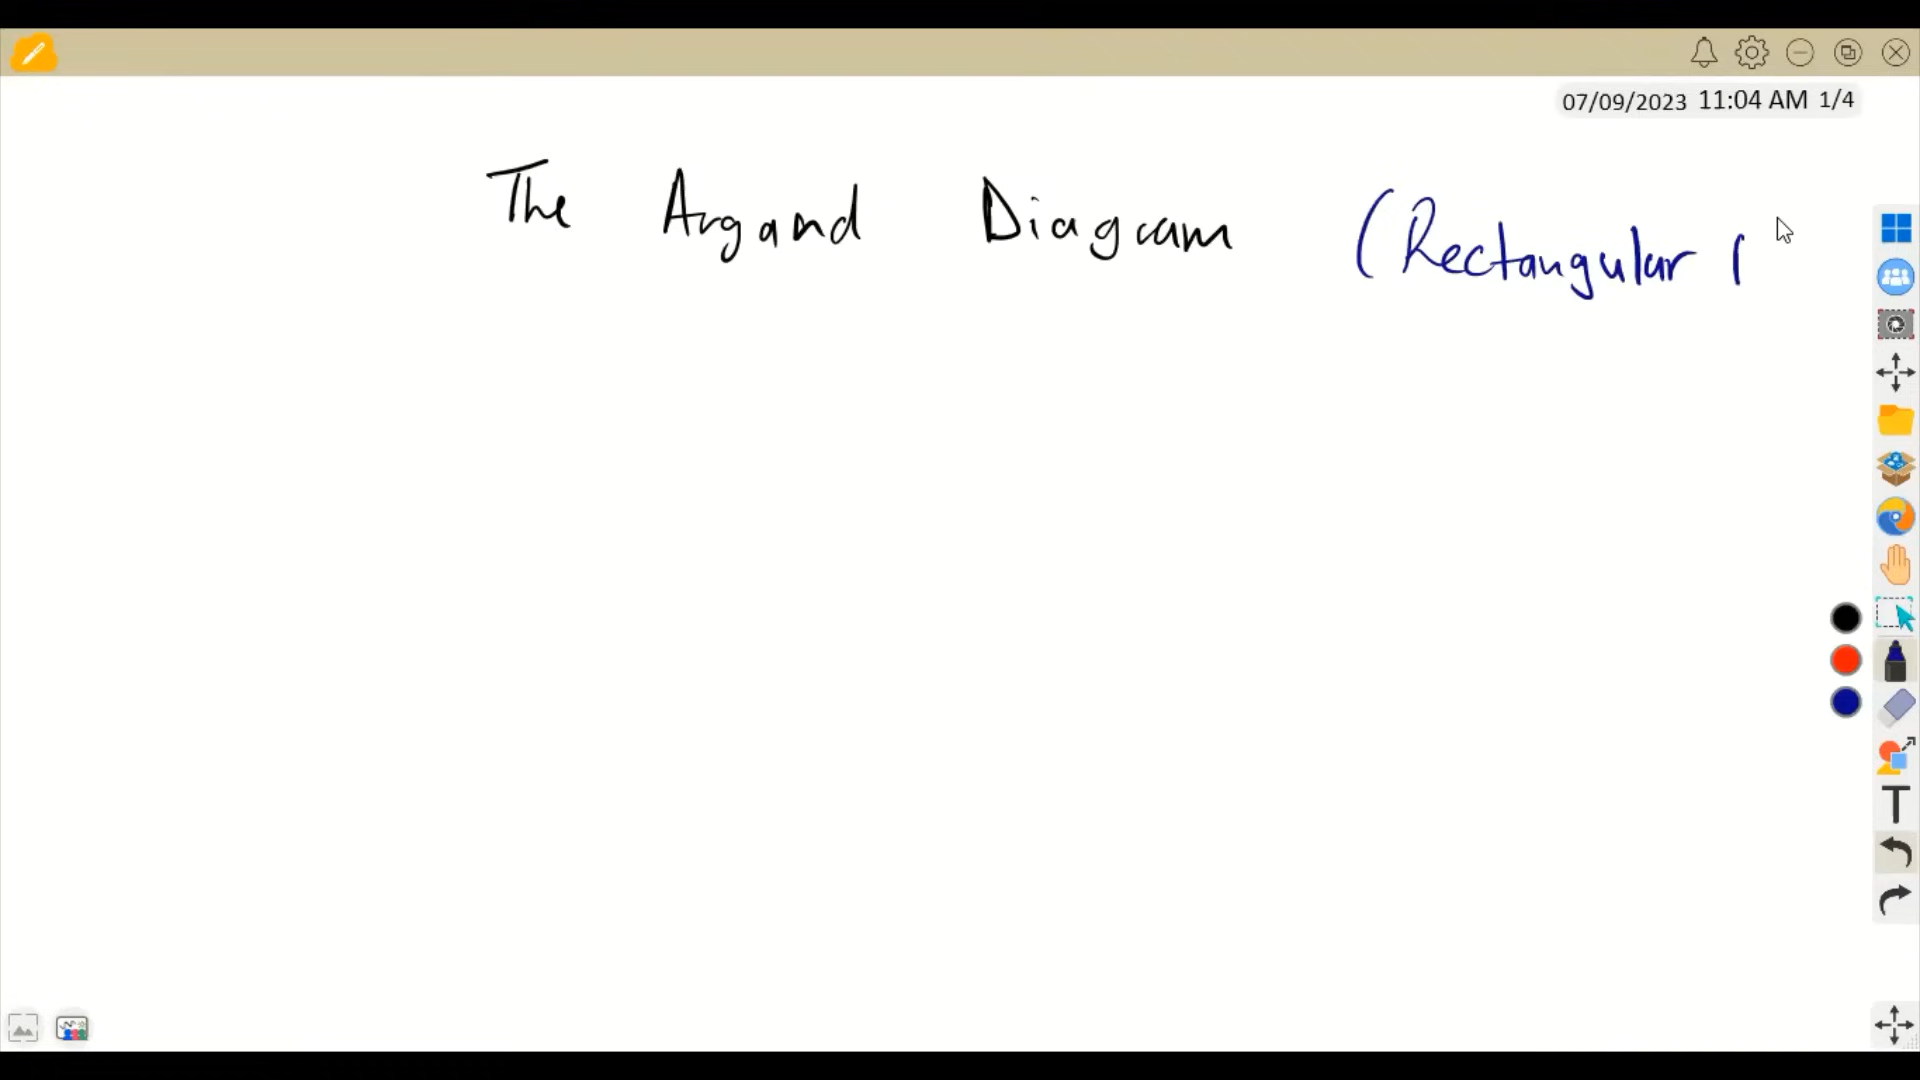 07/09/2023 11:04 AM 1/4
The Argand Diagram (Rectangular